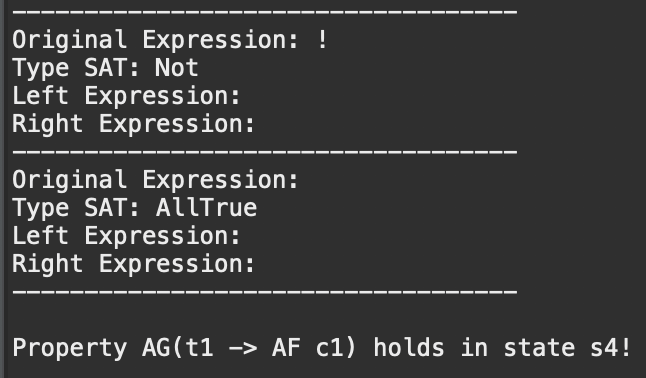 -----------------------------------
Original Expression: !
Type SAT: Not
Left Expression:
Right Expression:
-----------------------------------
Original Expression:
Type SAT: AllTrue
Left Expression:
Right Expression:
-----------------------------------
Property AG(t1 -> AF c1) holds in state s4!